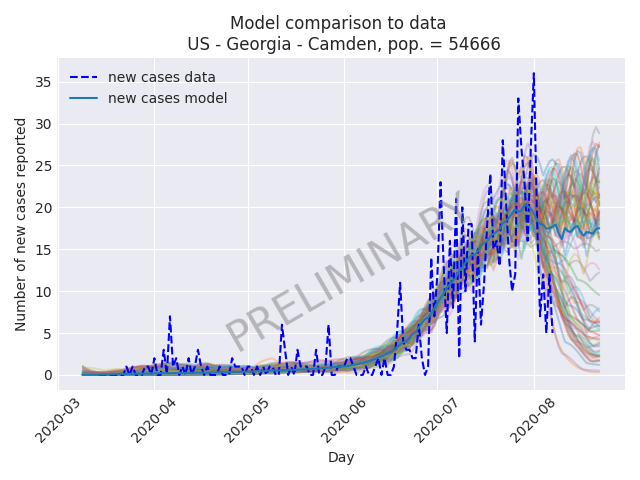 Model comparison to data
US - Georgia - Camden, pop. = 54666
new cases data
new cases model
PRELIMINARY
Number of new cases reported
35
30
25
20
15
10
5
0
2020-03
2020-04
2020-05
2020-06
2020-07
2020-08
Day